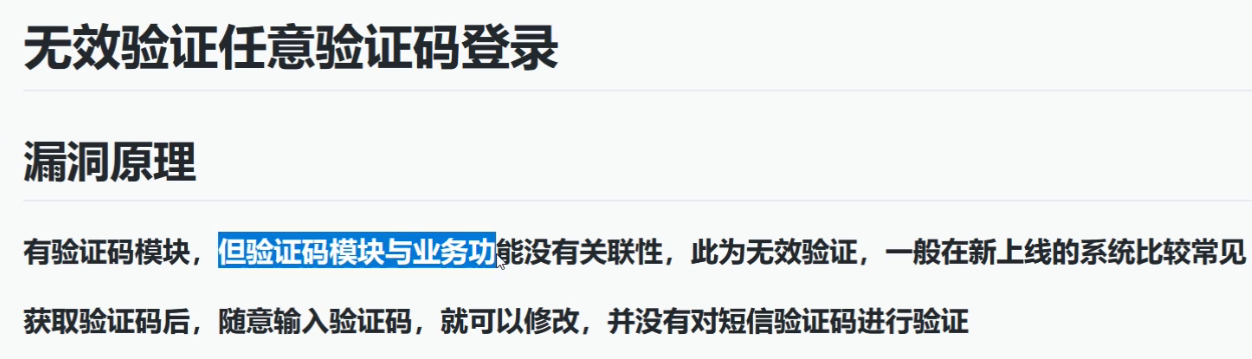 无效验证任意验证码登录
漏洞原理
有验证码模块，但验证码模块与业务功能没有关联性，此为无效验证，一般在新上线的系统比较常见
获取验证码后，随意输入验证码，就可以修改，并没有对短信验证码进行验证